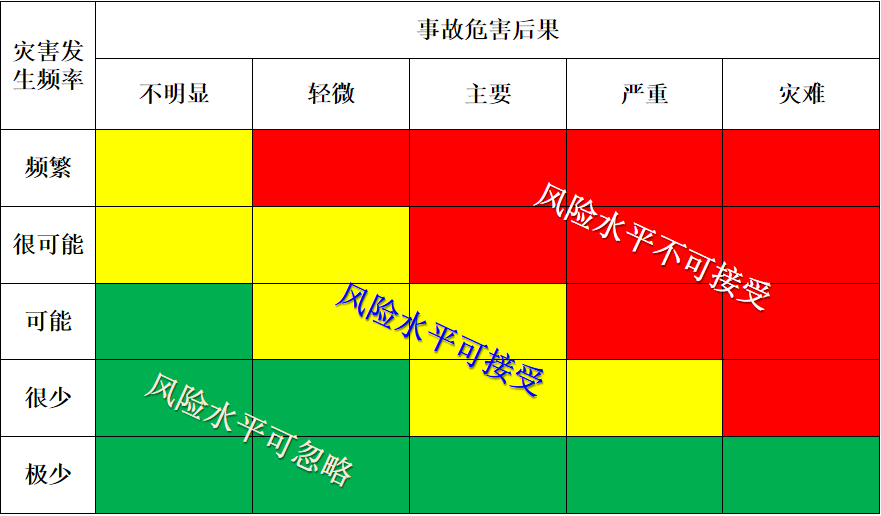 灾害发
生频率
事故危害后果
不明显
轻微
主要
严重
灾难
频繁
很可能
风险水平不可接受
可能
风险水平可接受
很少
风险水平可忽略
极少